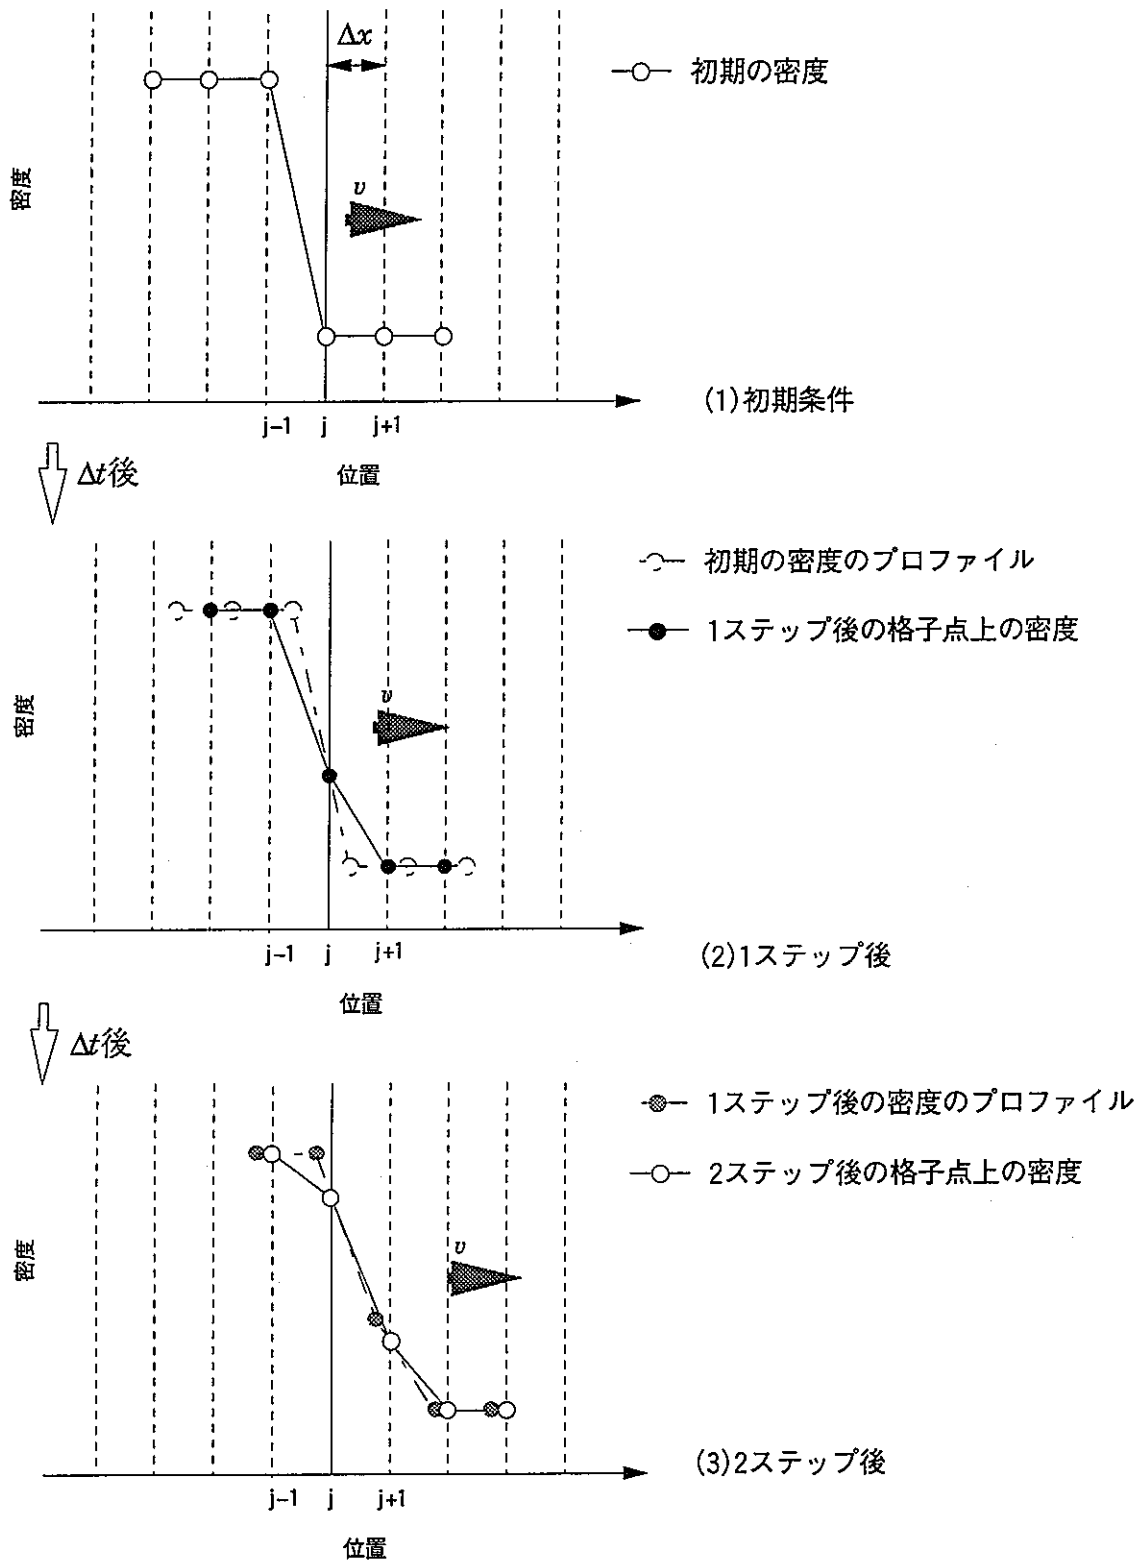 Δx
初期の密度
密度
v
(1)初期条件
j-1 j j+1
位置
Δt後
初期の密度のプロファイル
1ステップ後の格子点上の密度
密度
v
(2)1ステップ後
j-1 j j+1
位置
Δt後
1ステップ後の密度のプロファイル
2ステップ後の格子点上の密度
密度
v
(3)2ステップ後
j-1 j j+1
位置